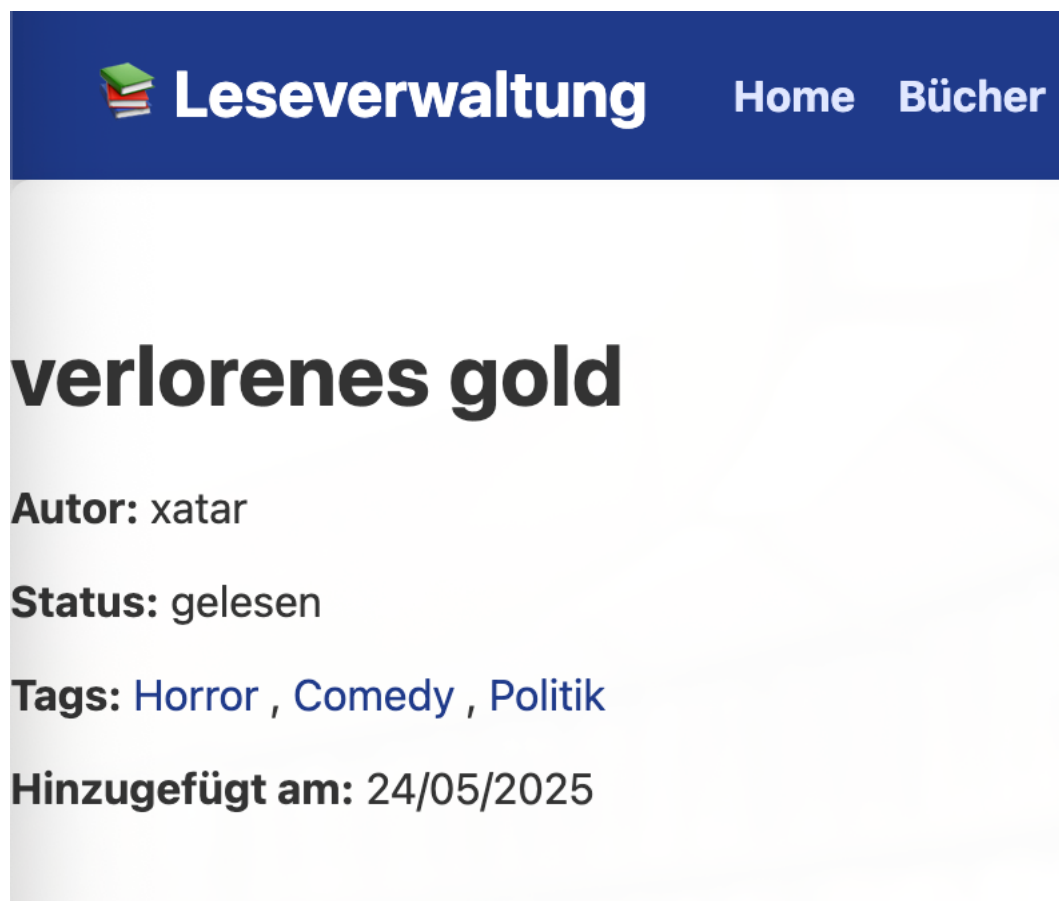 Leseverwaltung Home Bücher
verlorenes gold
Autor: xatar
Status: gelesen
Tags: Horror , Comedy , Politik
Hinzugefügt am: 24/05/2025